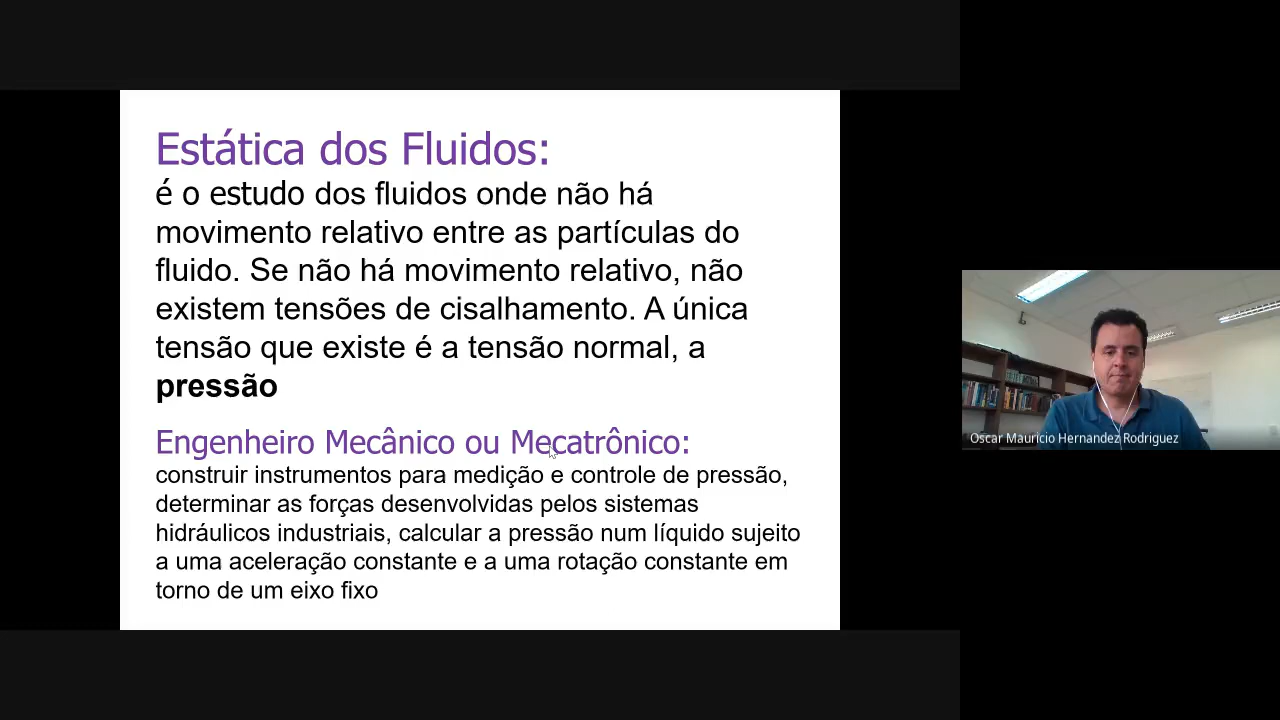 Estática dos Fluidos:
é o estudo dos fluidos onde não há
movimento relativo entre as partículas do
fluido. Se não há movimento relativo, não
existem tensões de cisalhamento. A única
tensão que existe é a tensão normal, a
pressão
Engenheiro Mecânico ou Mecatrônico:
construir instrumentos para medição e controle de pressão,
determinar as forças desenvolvidas pelos sistemas
hidráulicos industriais, calcular a pressão num líquido sujeito
a uma aceleração constante e a uma rotação constante em
torno de um eixo fixo
Oscar Mauricio Hernandez Rodriguez